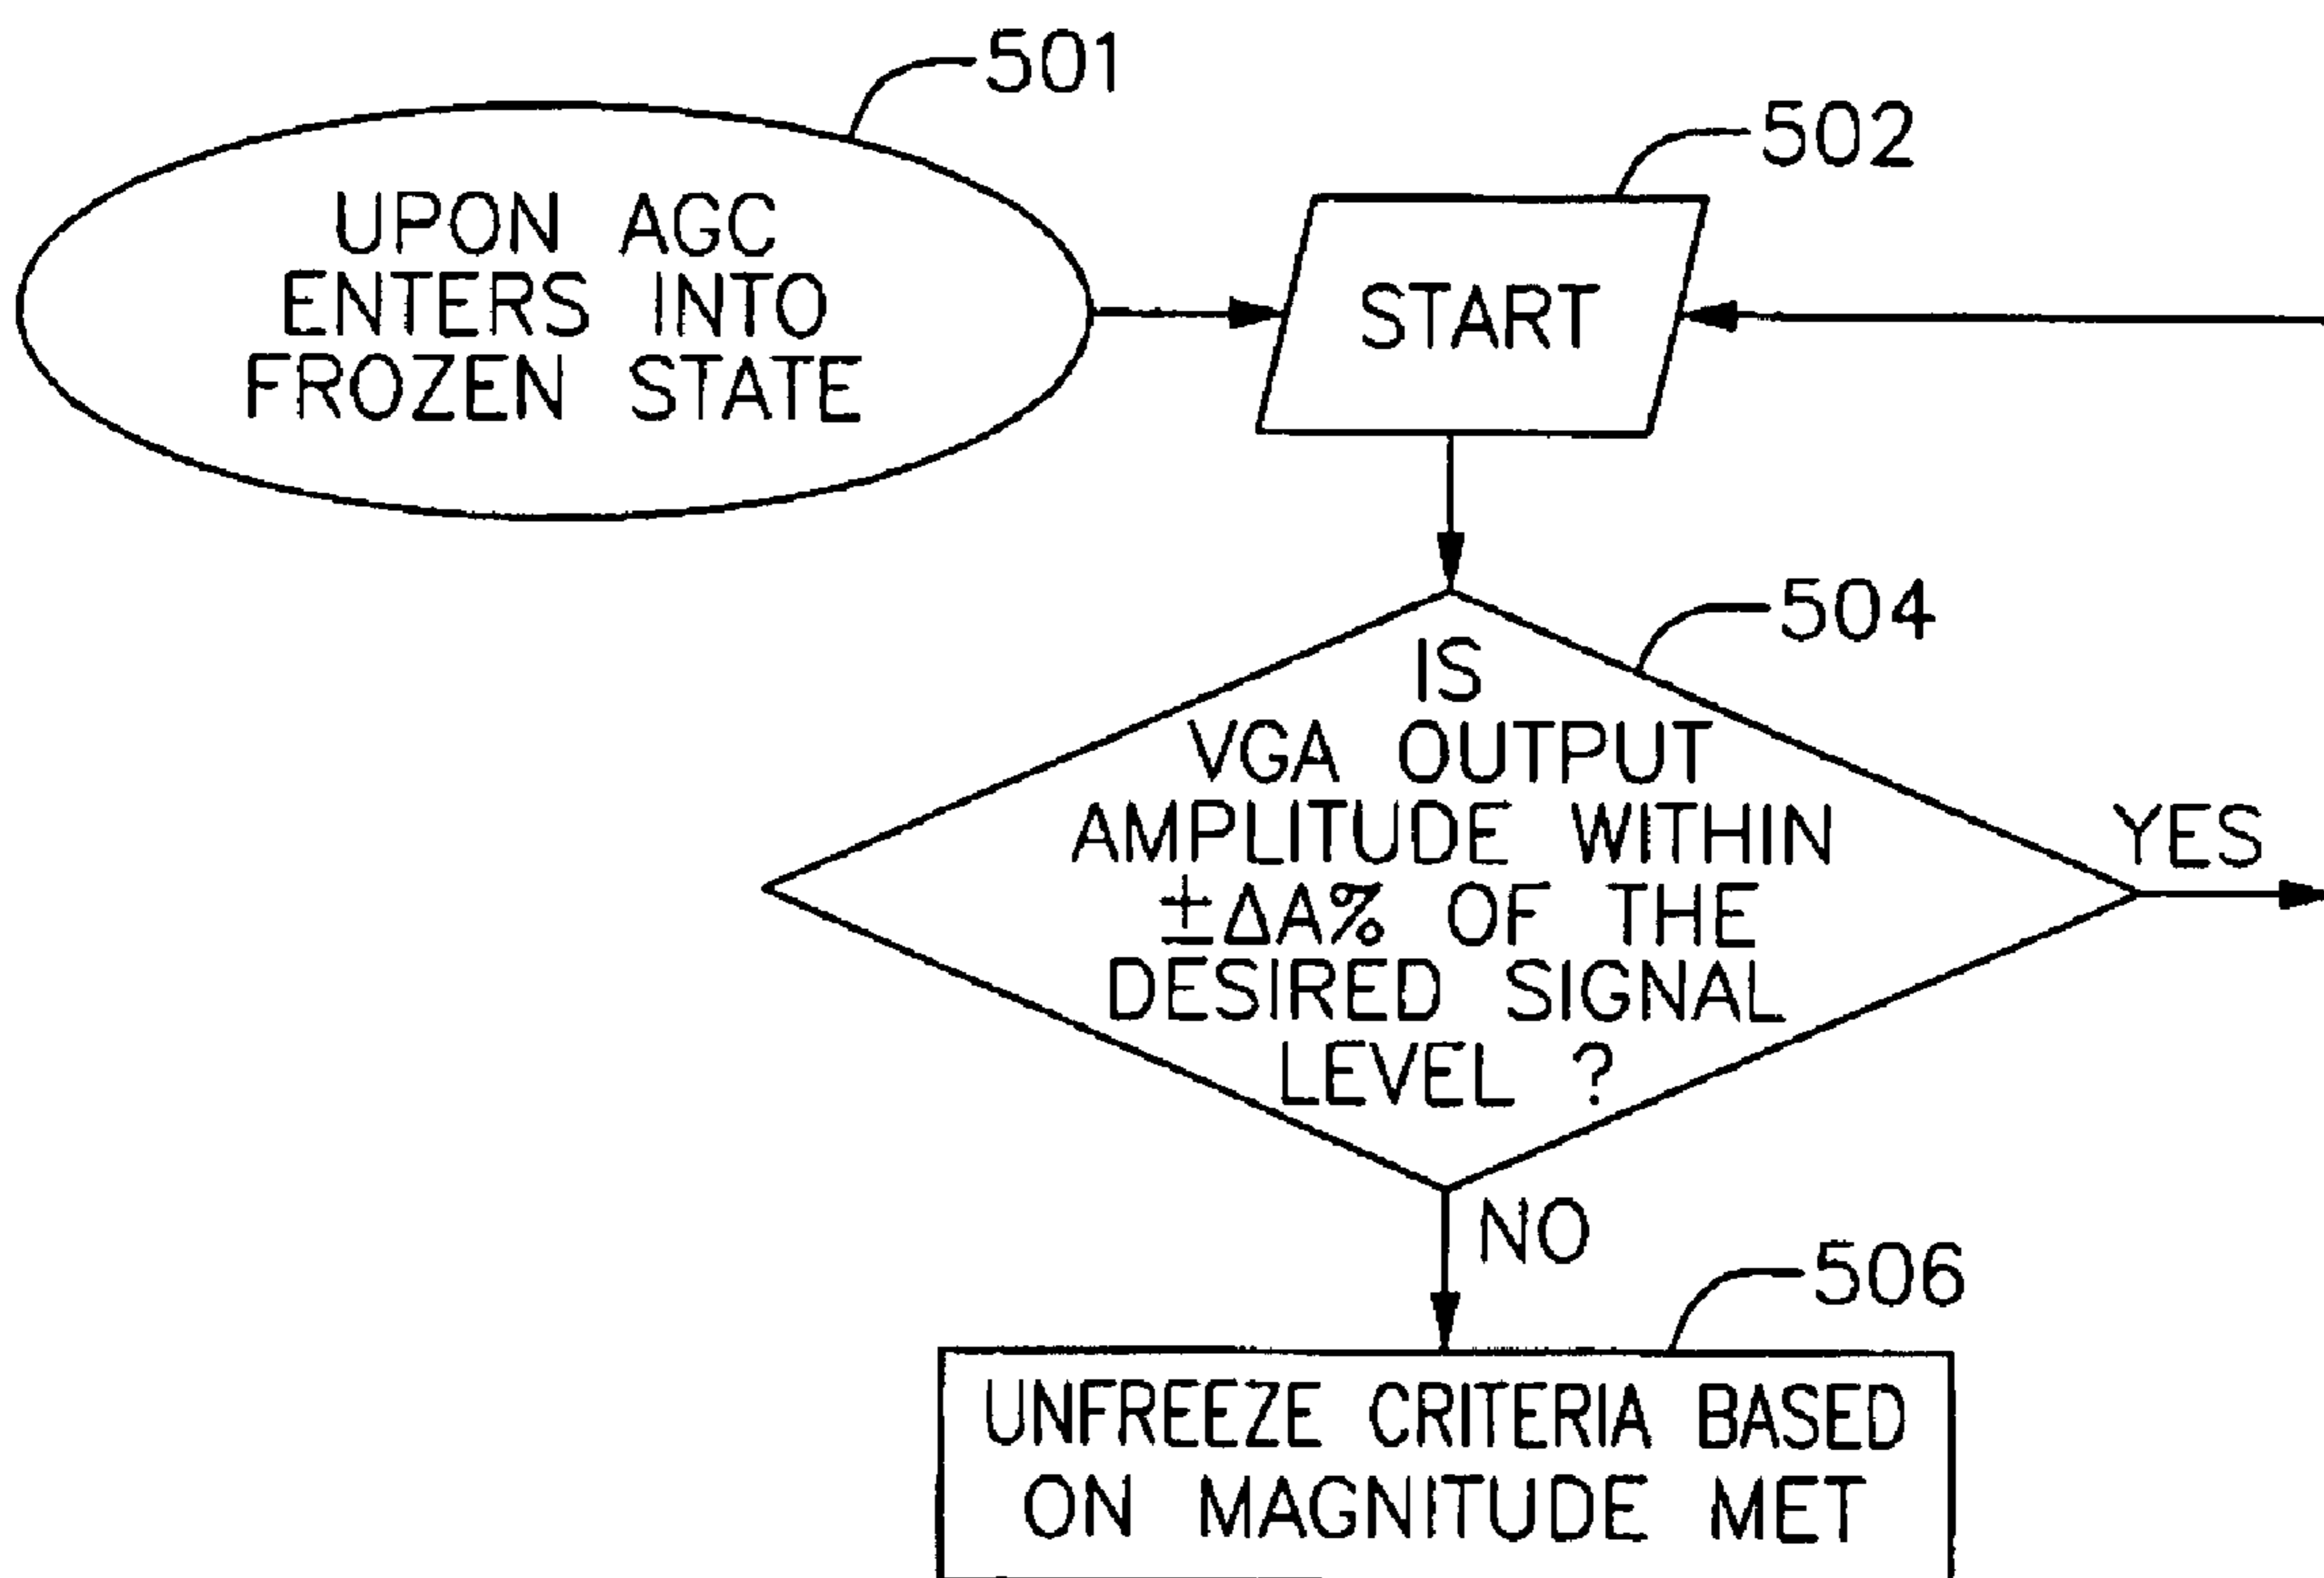 501
UPON AGC
ENTERS INTO
FROZEN STATE
502
START
504
IS
VGA OUTPUT
AMPLITUDE WITHIN
±ΔA% OF THE
DESIRED SIGNAL
LEVEL ?
YES
NO
506
UNFREEZE CRITERIA BASED
ON MAGNITUDE MET